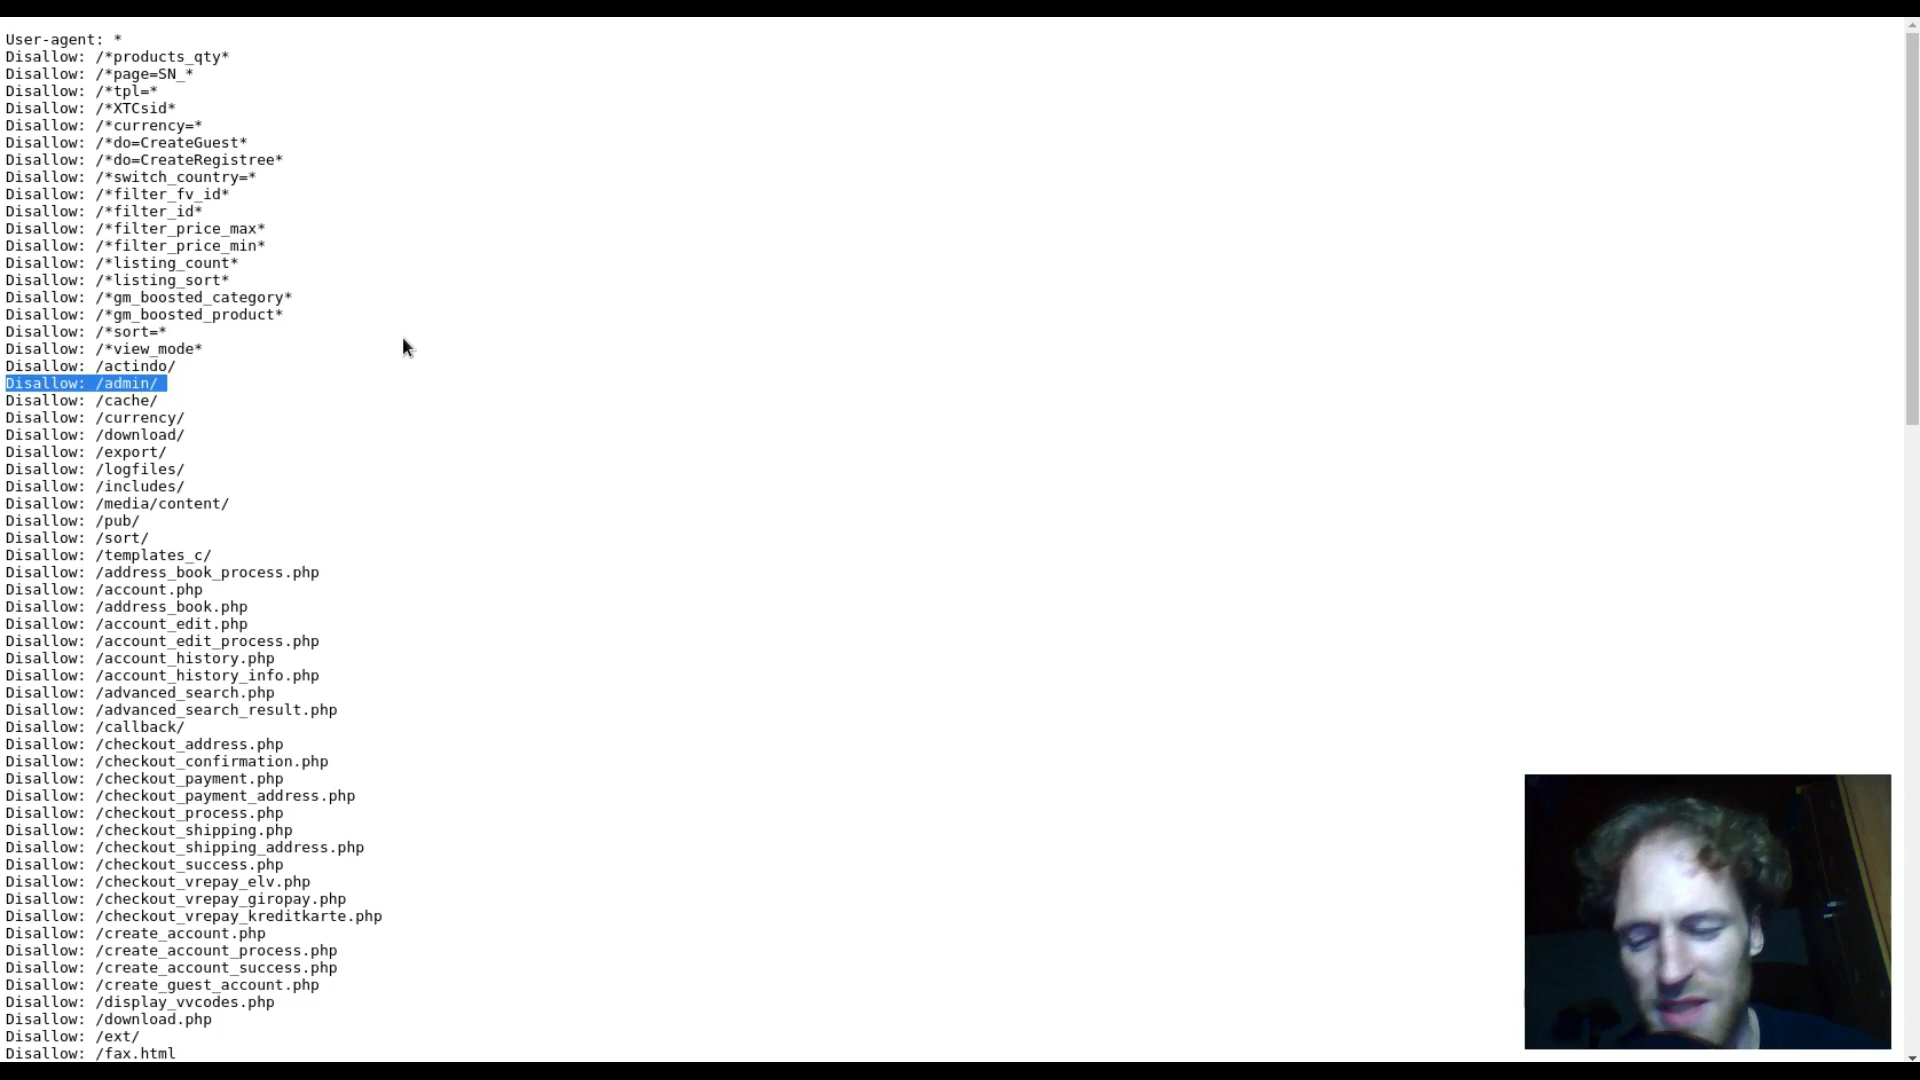 User-agent: *
Disallow: /*products_qty*
Disallow: /*page=SN_*
Disallow: /*tpl=*
Disallow: /*XTCsid*
Disallow: /*currency=*
Disallow: /*do=CreateGuest*
Disallow: /*do=CreateRegistree*
Disallow: /*switch_country=*
Disallow: /*filter_fv_id*
Disallow: /*filter_id*
Disallow: /*filter_price_max*
Disallow: /*filter_price_min*
Disallow: /*listing_count*
Disallow: /*listing_sort*
Disallow: /*gm_boosted_category*
Disallow: /*gm_boosted_product*
Disallow: /*sort=*
Disallow: /*view_mode*
Disallow: /actindo/
Disallow: /admin/
Disallow: /cache/
Disallow: /currency/
Disallow: /download/
Disallow: /export/
Disallow: /logfiles/
Disallow: /includes/
Disallow: /media/content/
Disallow: /pub/
Disallow: /sort/
Disallow: /templates_c/
Disallow: /address_book_process.php
Disallow: /account.php
Disallow: /address_book.php
Disallow: /account_edit.php
Disallow: /account_edit_process.php
Disallow: /account_history.php
Disallow: /account_history_info.php
Disallow: /advanced_search.php
Disallow: /advanced_search_result.php
Disallow: /callback/
Disallow: /checkout_address.php
Disallow: /checkout_confirmation.php
Disallow: /checkout_payment.php
Disallow: /checkout_payment_address.php
Disallow: /checkout_process.php
Disallow: /checkout_shipping.php
Disallow: /checkout_shipping_address.php
Disallow: /checkout_success.php
Disallow: /checkout_vrepay_elv.php
Disallow: /checkout_vrepay_giropay.php
Disallow: /checkout_vrepay_kreditkarte.php
Disallow: /create_account.php
Disallow: /create_account_process.php
Disallow: /create_account_success.php
Disallow: /create_guest_account.php
Disallow: /display_vvcodes.php
Disallow: /download.php
Disallow: /ext/
Disallow: /fax.html